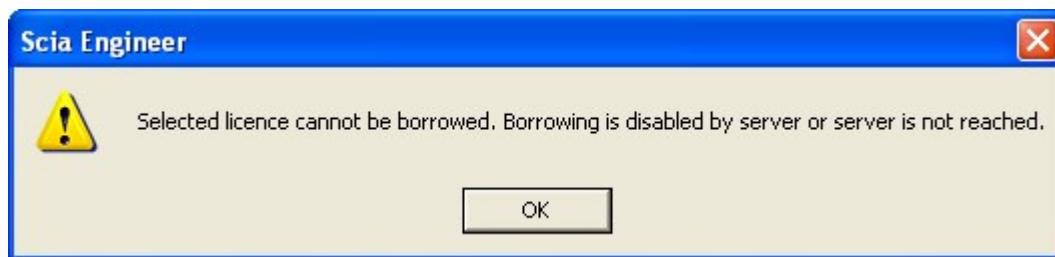 Scia Engineer
Selected licence cannot be borrowed. Borrowing is disabled by server or server is not reached.
OK